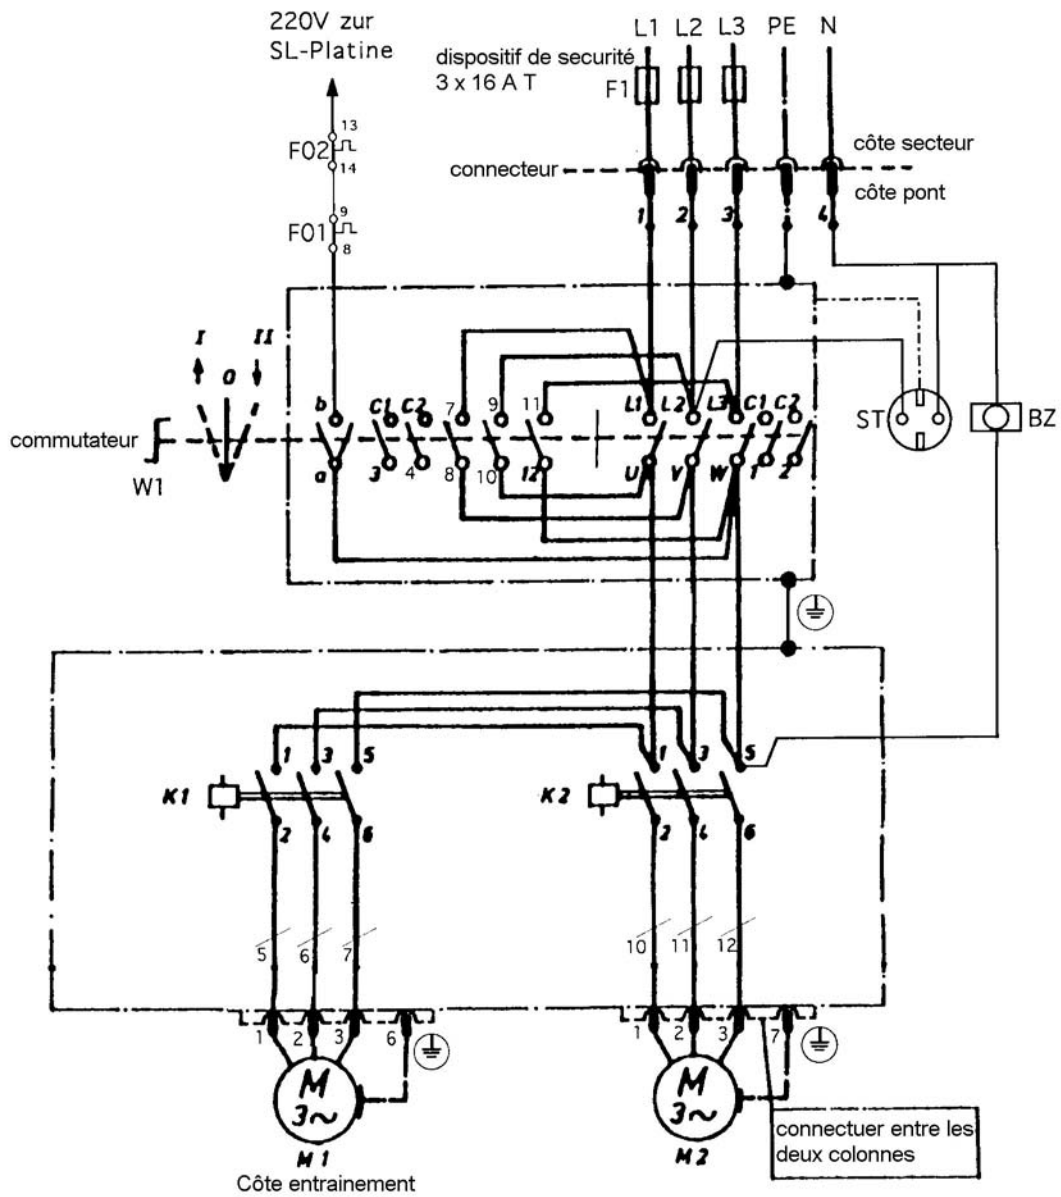 220V zur
SL-Platine
L1 L2 L3 PE N
dispositif de securité
3 x 16 A T
F1
13
F02
14
côte secteur
connecteur
côte pont
9
F01
8
1 2 3 4
I II
O
b C1 C2 7 9 11 L1 L2 L3 C1 C2
ST
BZ
commutateur
W1
a 3 4 8 10 12 U V W 1 2
1 3 5 1 3 5
K1 K2
2 4 6 2 4 6
5 6 7 10 11 12
1 2 3 6 1 2 3 7
M
3~
M
3~
connectuer entre les
deux colonnes
M1 M2
Côte entrainement